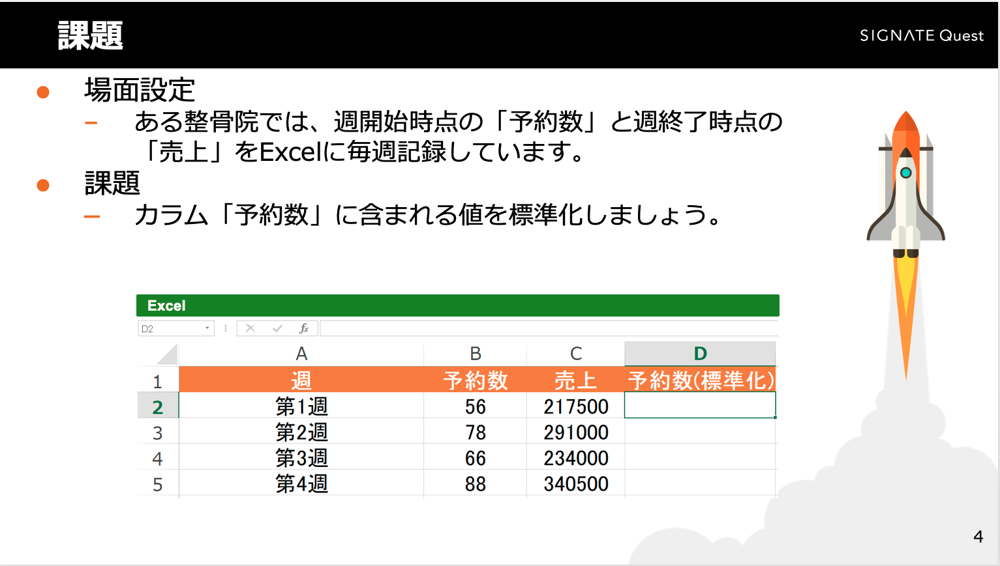 課題
SIGNATE Quest
● 場面設定
– ある整骨院では、週開始時点の「予約数」と週終了時点の
「売上」をExcelに毎週記録しています。
● 課題
– カラム「予約数」に含まれる値を標準化しましょう。
Excel
D2 fx
A B C D
1 週 予約数 売上 予約数(標準化)
2 第1週 56 217500
3 第2週 78 291000
4 第3週 66 234000
5 第4週 88 340500
4